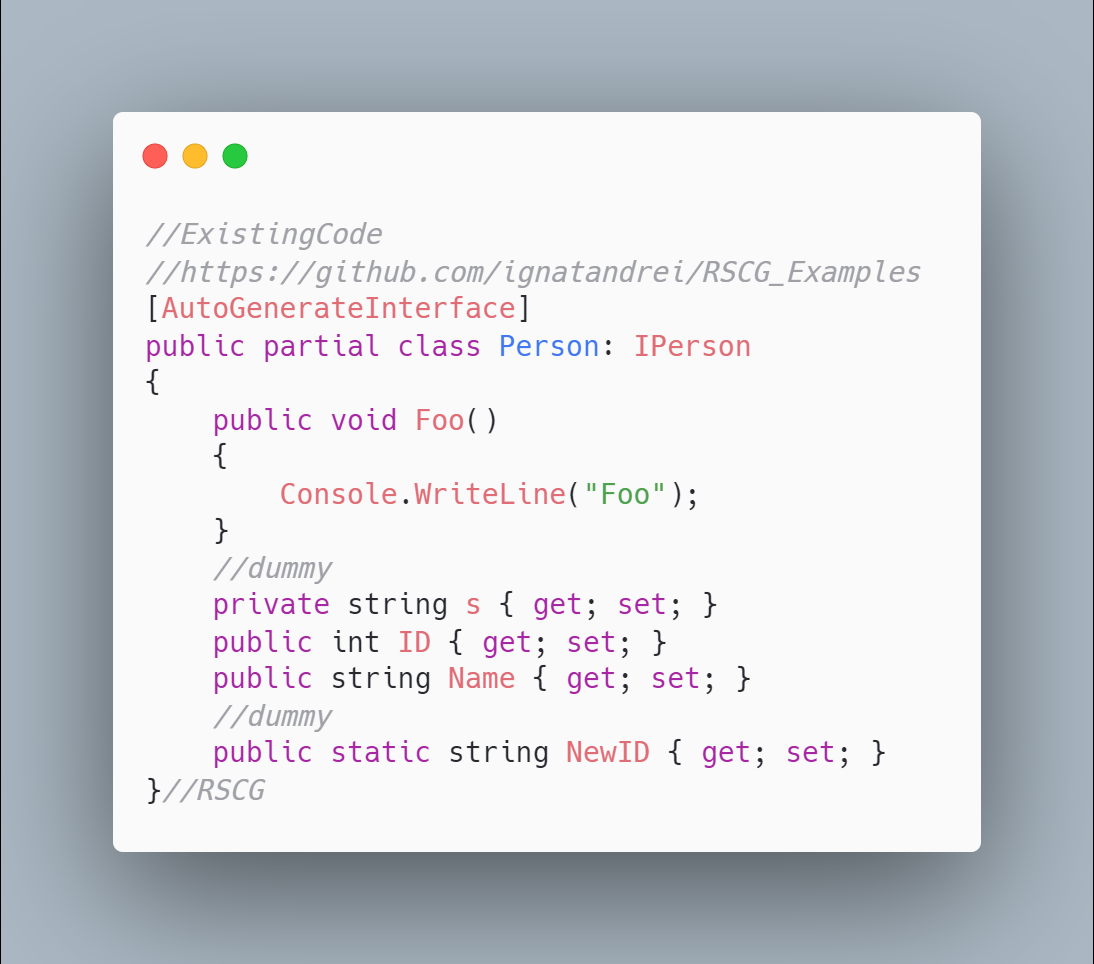 //ExistingCode
//https://github.com/ignatandrei/RSCG_Examples
[AutoGenerateInterface]
public partial class Person: IPerson
{
    public void Foo()
    {
        Console.WriteLine("Foo");
    }
    //dummy
    private string s { get; set; }
    public int ID { get; set; }
    public string Name { get; set; }
    //dummy
    public static string NewID { get; set; }
}//RSCG